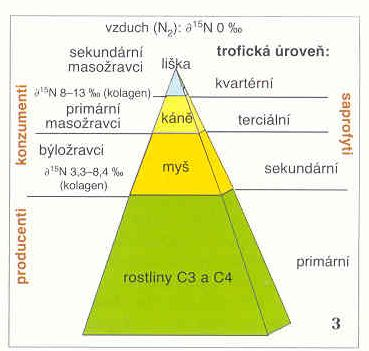 vzduch (N2): ∂15N 0 ‰
sekundární
masožravci
liška
trofická úroveň:
kvartérní
∂15N 8–13 ‰ (kolagen)
primární
masožravci
káně
terciální
býložravci
∂15N 3,3–8,4 ‰
(kolagen)
myš
sekundární
konzumenti
saprofyti
producenti
rostliny C3 a C4
primární
3